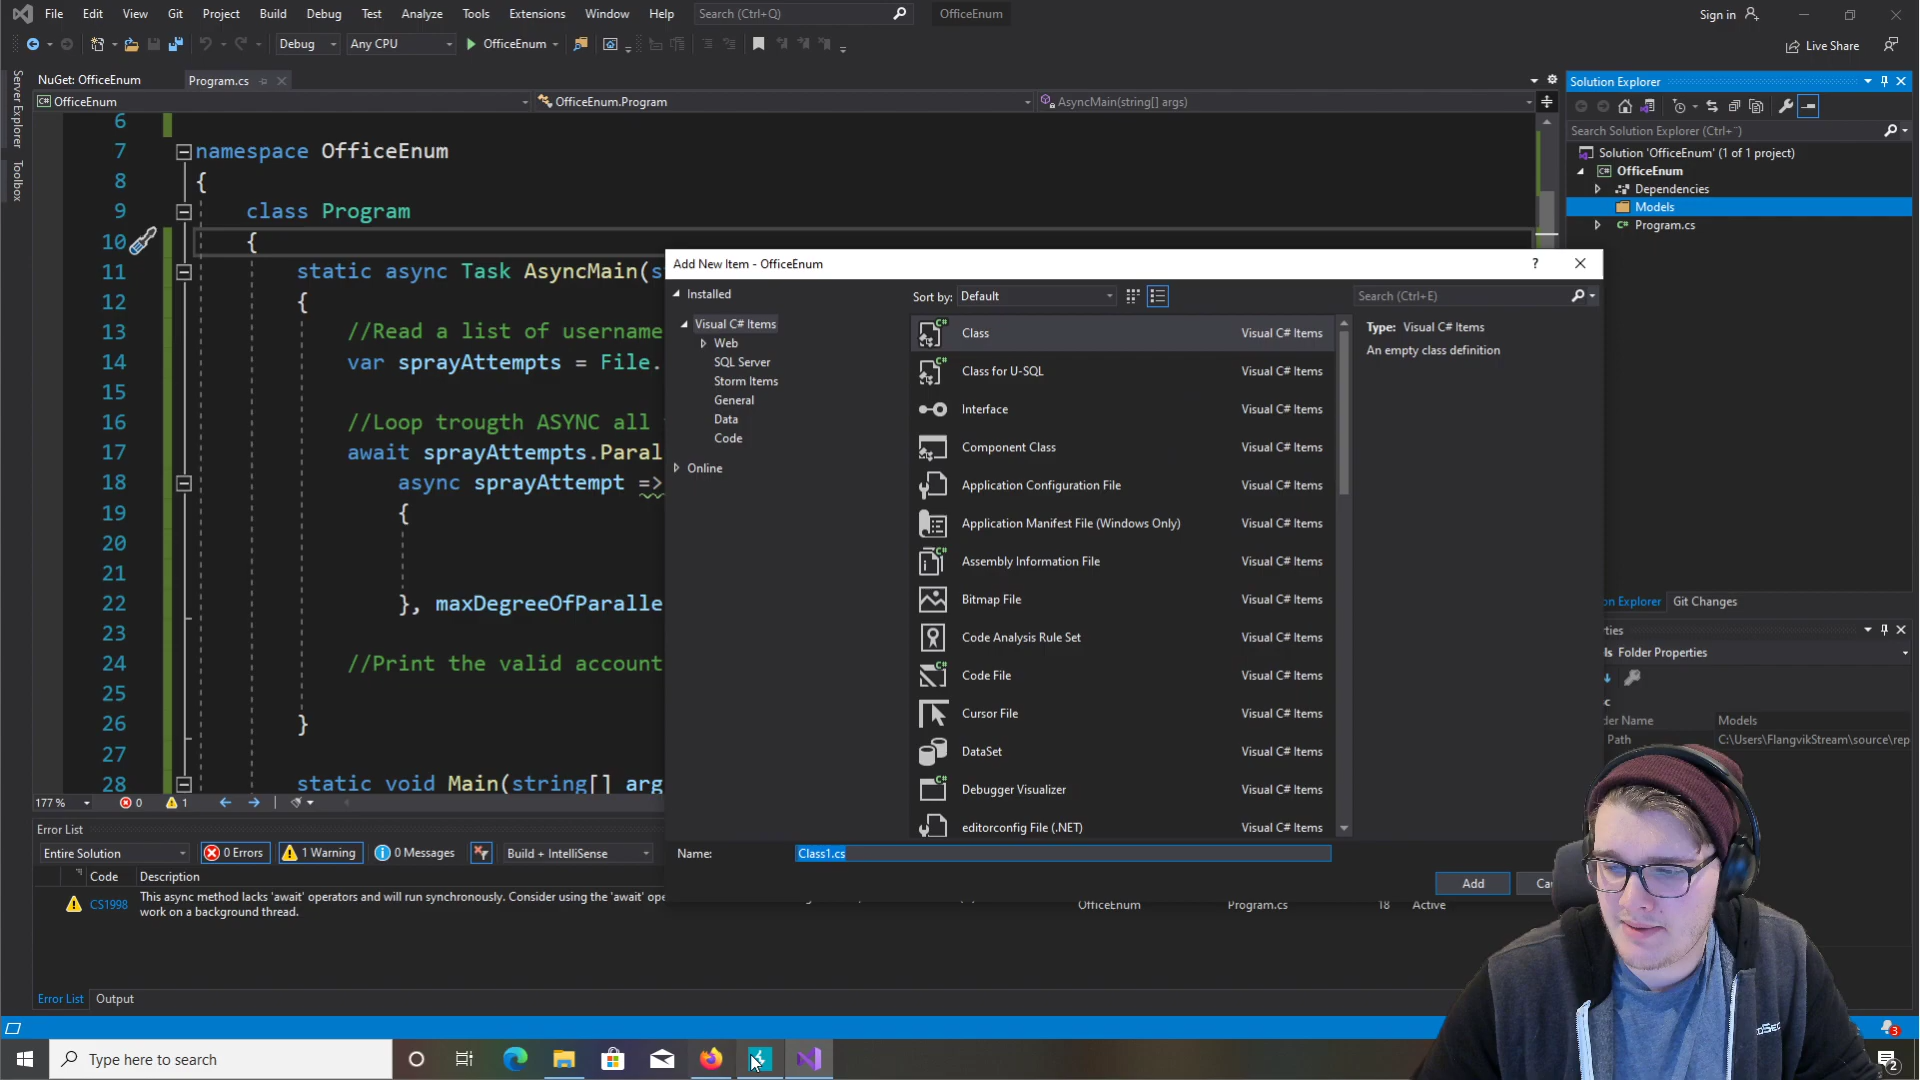 File Edit View Git Project Build Debug Test Analyze Tools Extensions Window Help Search (Ctrl+Q) OfficeEnum Sign in
Debug Any CPU OfficeEnum Live Share
Server Explorer
Toolbox
NuGet: OfficeEnum Program.cs
OfficeEnum OfficeEnum.Program AsyncMain(string[] args)
6
7 namespace OfficeEnum
8 {
9 class Program
10 {
11 static async Task AsyncMain(s
12 {
13 //Read a list of username
14 var sprayAttempts = File.
15
16 //Loop trougth ASYNC all
17 await sprayAttempts.Paral
18 async sprayAttempt =>
19 {
20
21
22 }, maxDegreeOfParalle
23
24 //Print the valid account
25
26 }
27
28 static void Main(string[] arg
177 % 0 1
Error List
Entire Solution 0 Errors 1 Warning 0 Messages Build + IntelliSense
Code Description
CS1998 This async method lacks 'await' operators and will run synchronously. Consider using the 'await' ope
work on a background thread.
OfficeEnum Program.cs 18 Active
Error List Output
Add New Item - OfficeEnum ?
Installed
Visual C# Items
Web
SQL Server
Storm Items
General
Data
Code
Online
Sort by: Default
Search (Ctrl+E)
Class Visual C# Items
Class for U-SQL Visual C# Items
Interface Visual C# Items
Component Class Visual C# Items
Application Configuration File Visual C# Items
Application Manifest File (Windows Only) Visual C# Items
Assembly Information File Visual C# Items
Bitmap File Visual C# Items
Code Analysis Rule Set Visual C# Items
Code File Visual C# Items
Cursor File Visual C# Items
DataSet Visual C# Items
Debugger Visualizer Visual C# Items
editorconfig File (.NET) Visual C# Items
Type: Visual C# Items
An empty class definition
Name: Class1.cs
Add Ca
Solution Explorer
Search Solution Explorer (Ctrl+¨)
Solution 'OfficeEnum' (1 of 1 project)
OfficeEnum
Dependencies
Models
Program.cs
on Explorer Git Changes
rties
ls Folder Properties
sc
der Name Models
Path C:\Users\FlangvikStream\source\rep
3
Type here to search
2